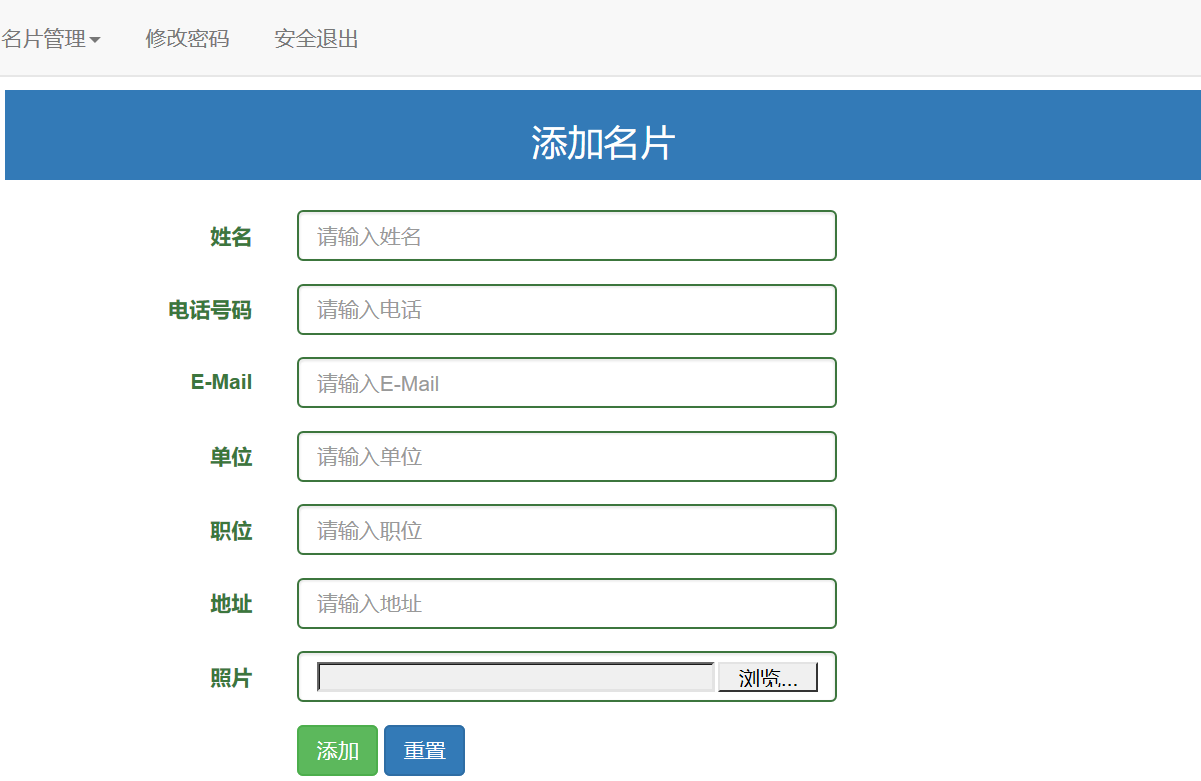 名片管理 修改密码 安全退出
添加名片
姓名 请输入姓名
电话号码 请输入电话
E-Mail 请输入E-Mail
单位 请输入单位
职位 请输入职位
地址 请输入地址
照片 浏览...
添加 重置